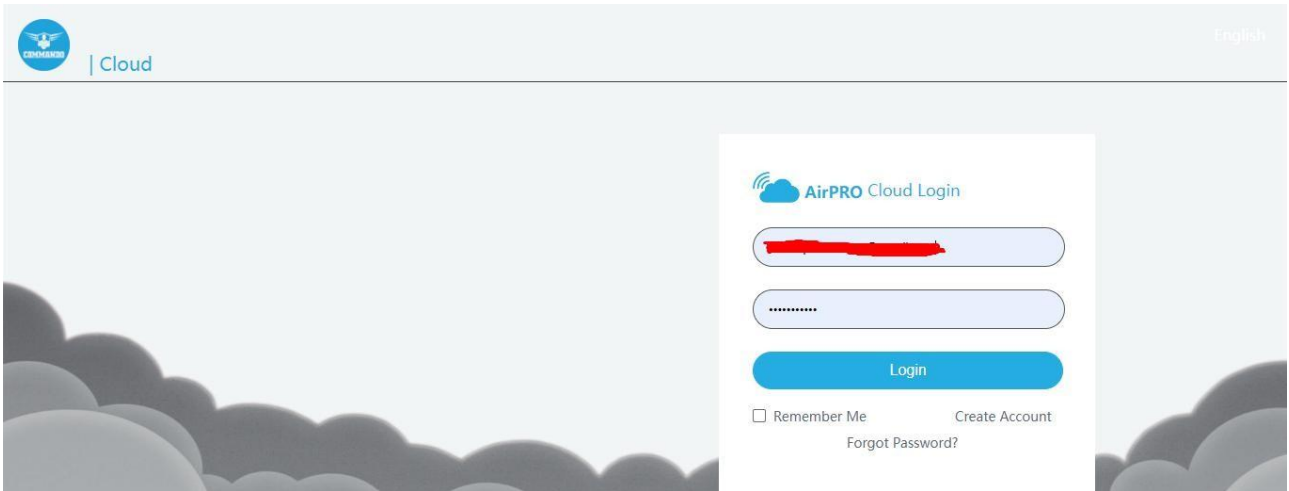 English
COMMANDO
| Cloud
AirPRO Cloud Login
•••••••••••
Login
Remember Me
Create Account
Forgot Password?